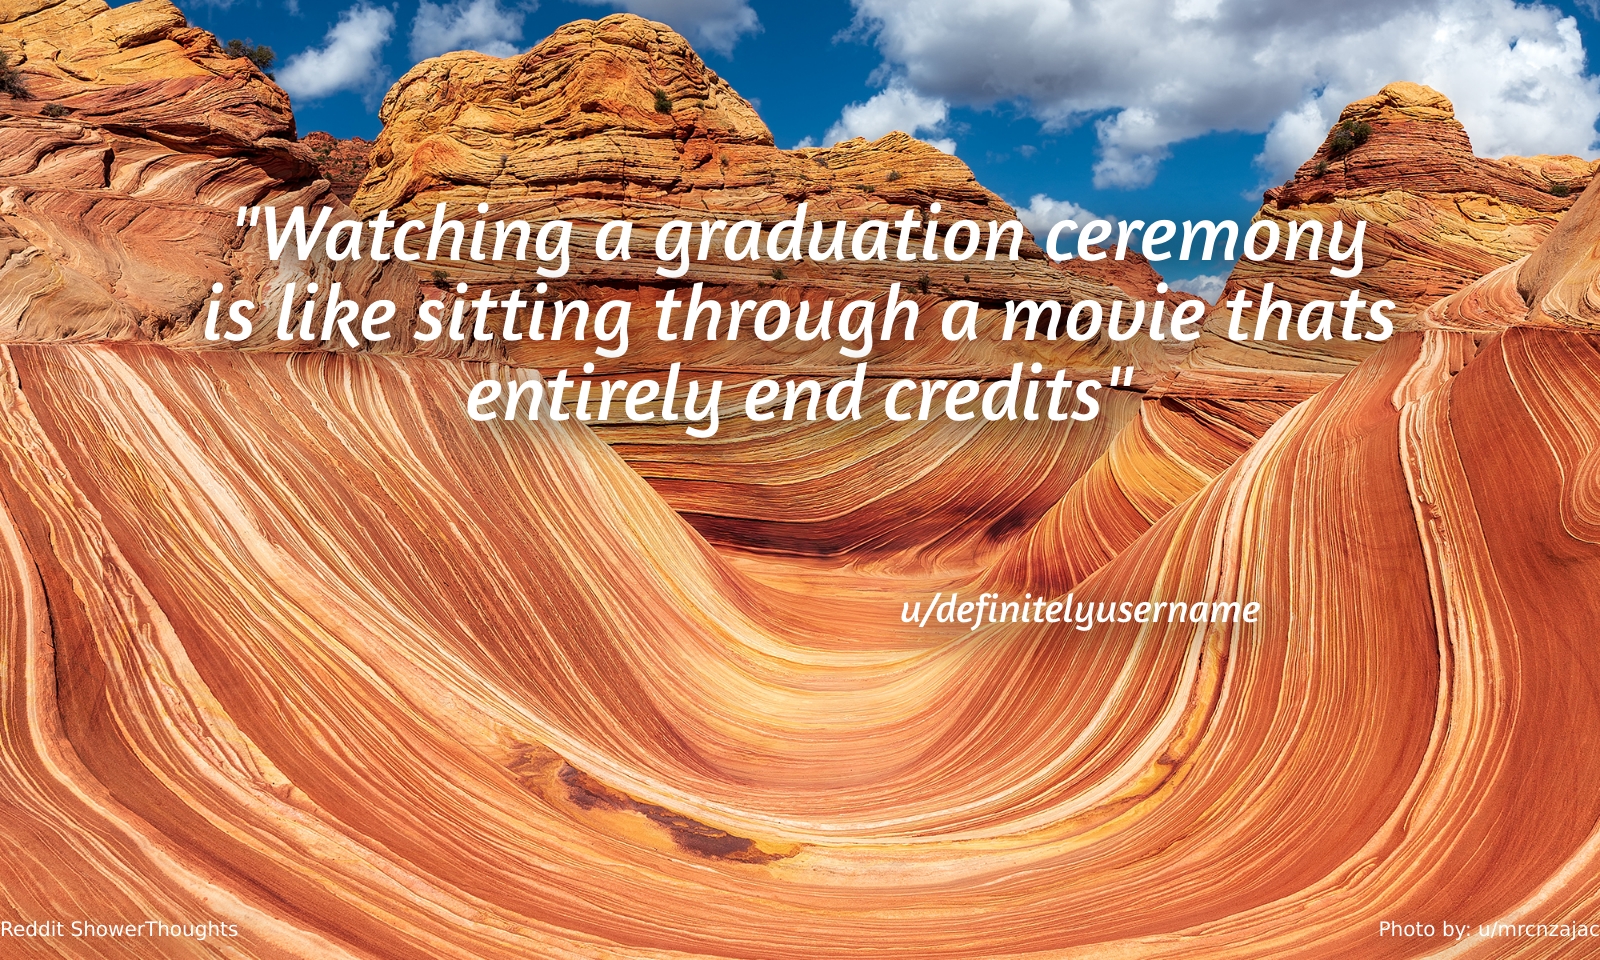 "Watching a graduation ceremony
is like sitting through a movie thats
entirely end credits"
u/definitelyusername
Reddit ShowerThoughts
Photo by: u/mrcnzajac